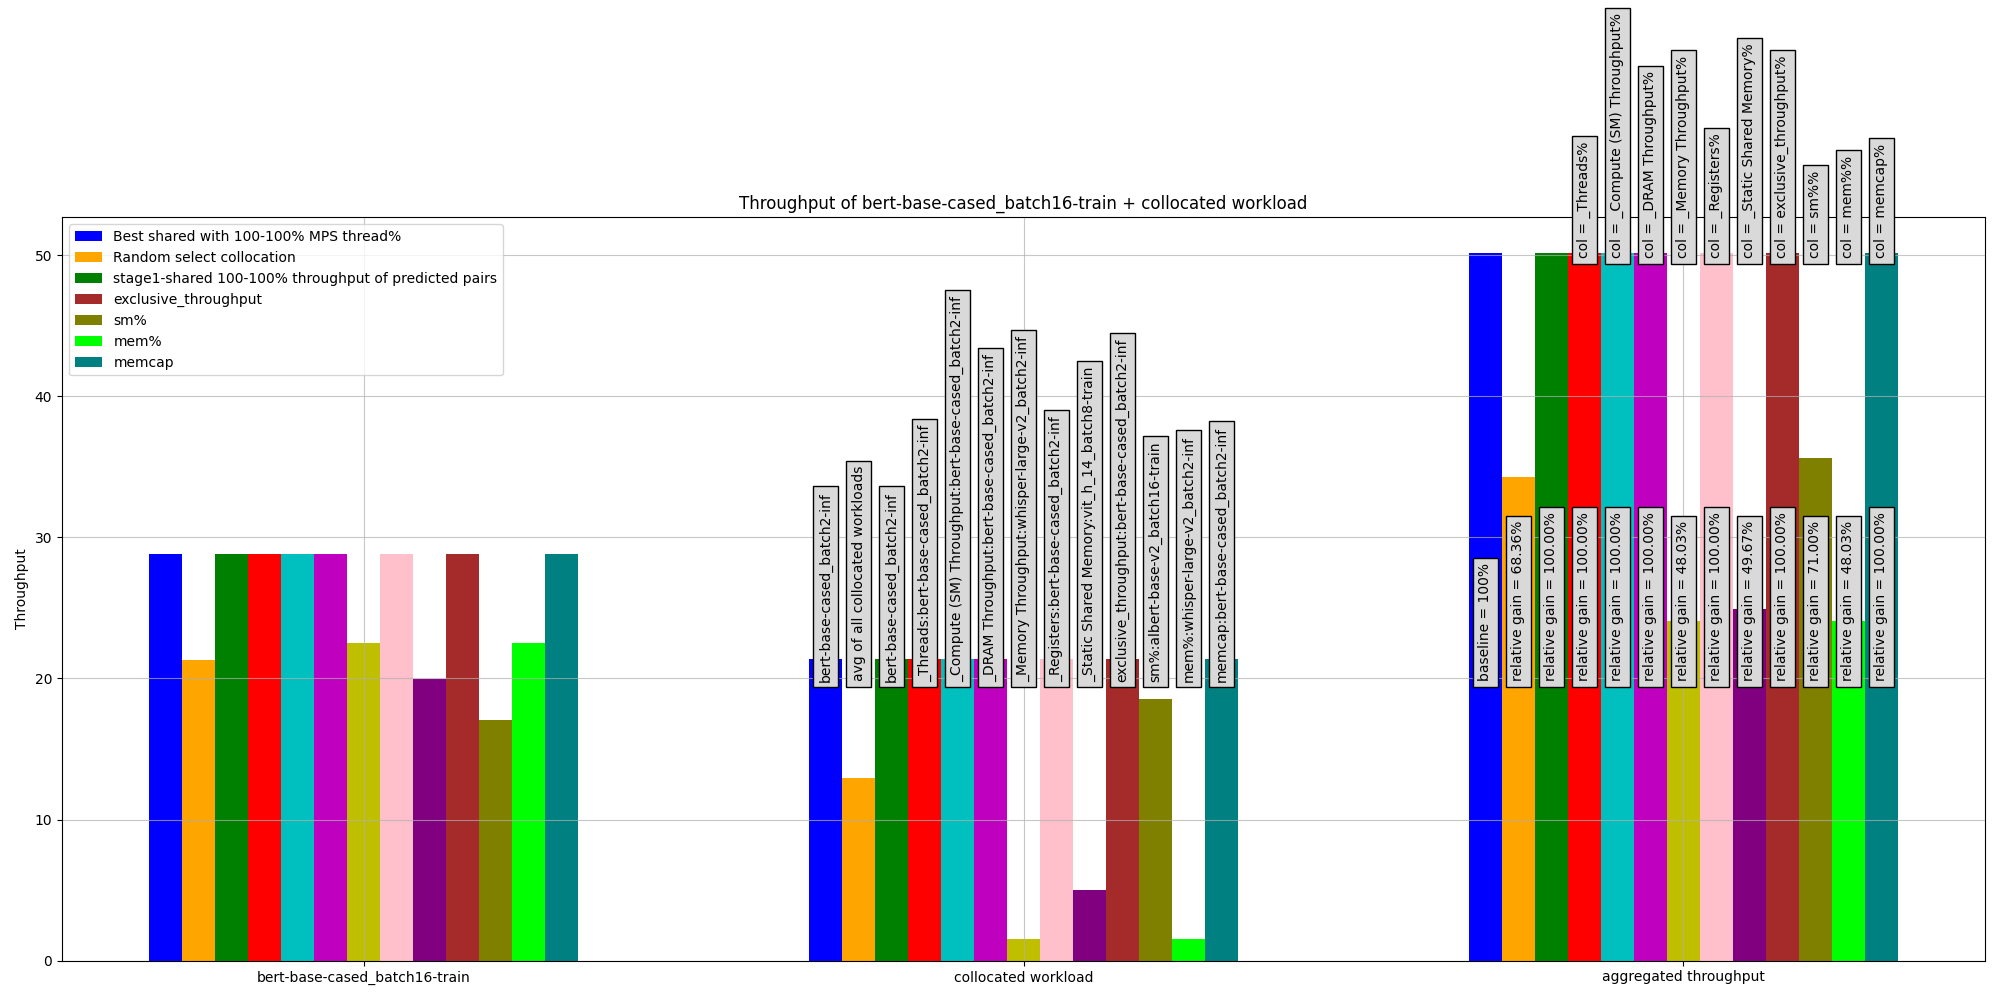 col = _Threads%
col = _Compute (SM) Throughput%
col = _DRAM Throughput%
col = _Memory Throughput%
col = _Registers%
col = _Static Shared Memory%
col = exclusive_throughput%
col = sm%%
col = mem%%
col = memcap%
Throughput of bert-base-cased_batch16-train + collocated workload
Best shared with 100-100% MPS thread%
Random select collocation
stage1-shared 100-100% throughput of predicted pairs
exclusive_throughput
sm%
mem%
memcap
Throughput
50
40
30
20
10
0
bert-base-cased_batch2-inf
avg of all collocated workloads
bert-base-cased_batch2-inf
_Threads:bert-base-cased_batch2-inf
_Compute (SM) Throughput:bert-base-cased_batch2-inf
_DRAM Throughput:bert-base-cased_batch2-inf
_Memory Throughput:whisper-large-v2_batch2-inf
_Registers:bert-base-cased_batch2-inf
_Static Shared Memory:vit_h_14_batch8-train
exclusive_throughput:bert-base-cased_batch2-inf
sm%:albert-base-v2_batch16-train
mem%:whisper-large-v2_batch2-inf
memcap:bert-base-cased_batch2-inf
baseline = 100%
relative gain = 68.36%
relative gain = 100.00%
relative gain = 100.00%
relative gain = 100.00%
relative gain = 100.00%
relative gain = 48.03%
relative gain = 100.00%
relative gain = 49.67%
relative gain = 100.00%
relative gain = 71.00%
relative gain = 48.03%
relative gain = 100.00%
bert-base-cased_batch16-train
collocated workload
aggregated throughput